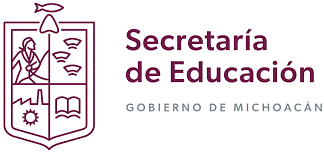 Secretaría
de Educación
GOBIERNO DE MICHOACÁN